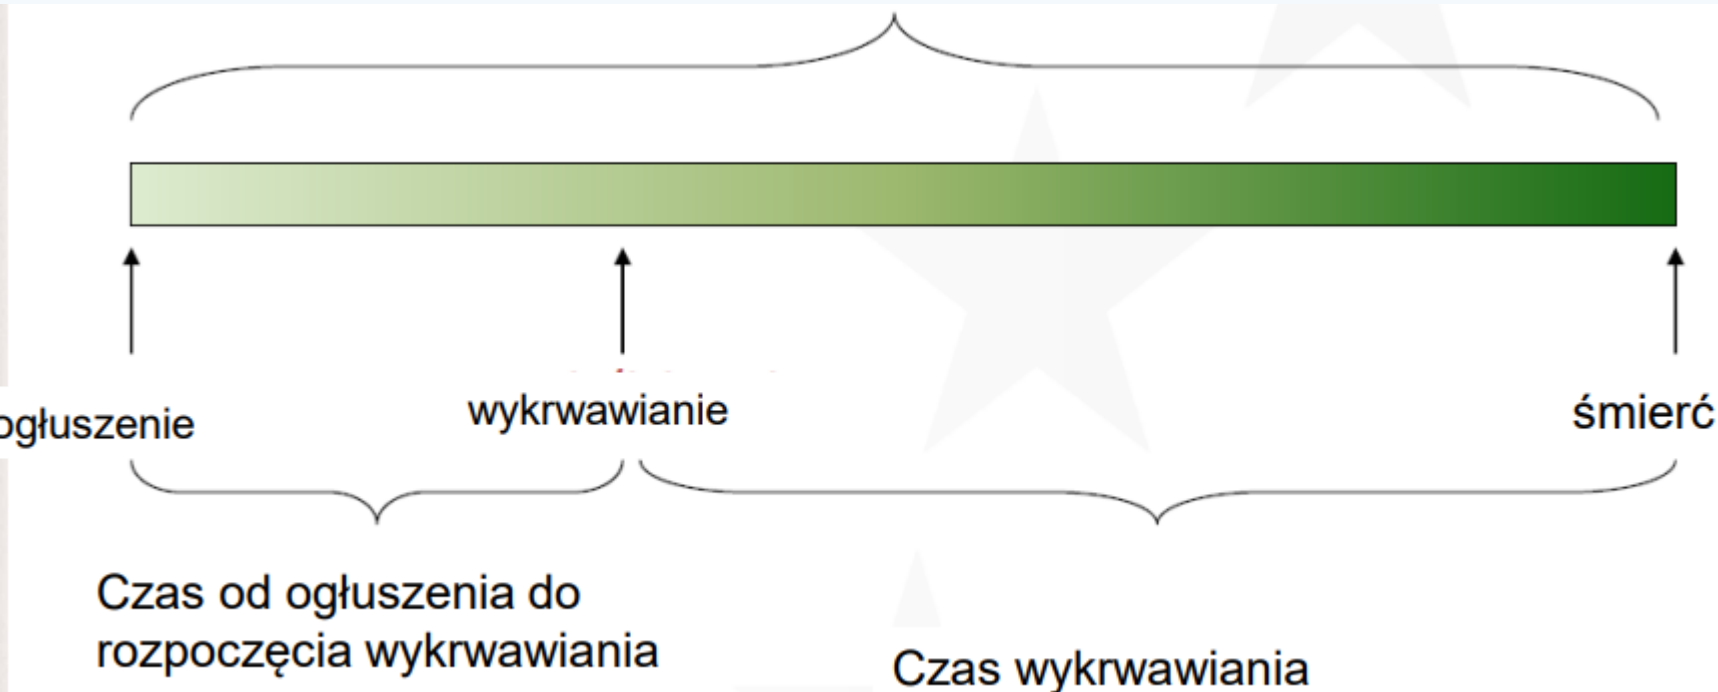 ogłuszenie
wykrwawianie
śmierć
Czas od ogłuszenia do
rozpoczęcia wykrwawiania
Czas wykrwawiania